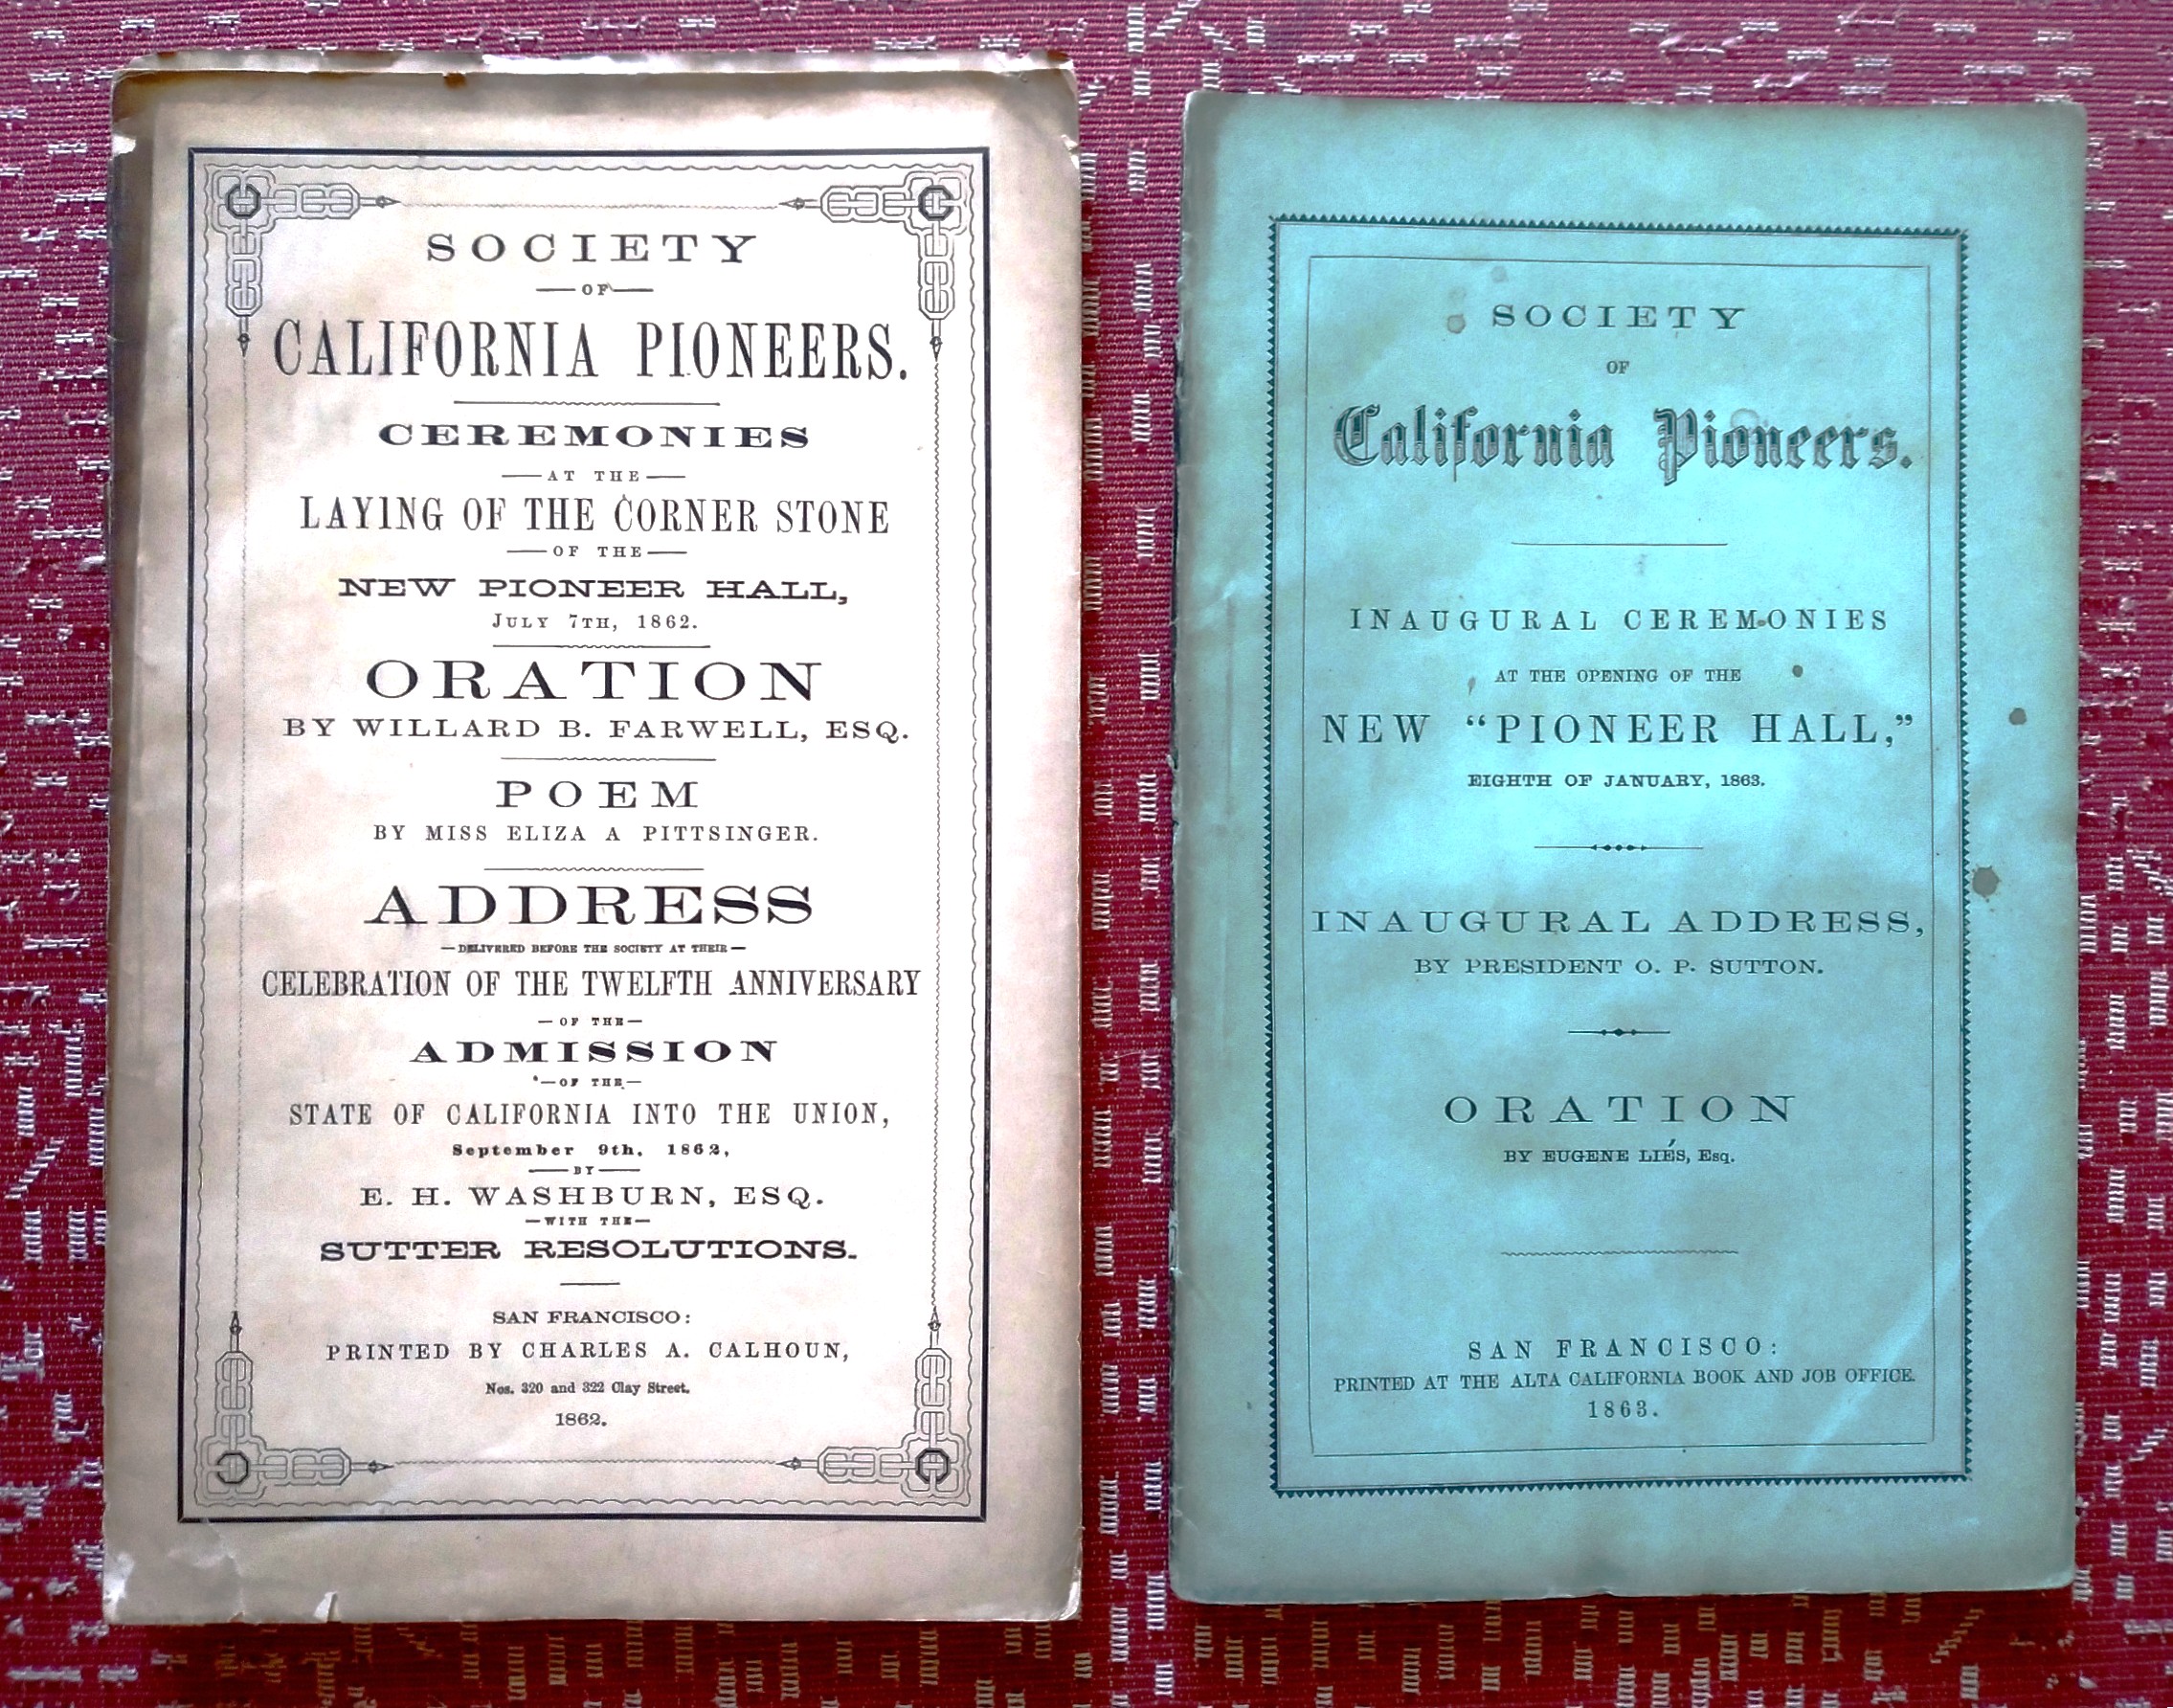 SOCIETY
—OF—
CALIFORNIA PIONEERS.
CEREMONIES
—AT THE—
LAYING OF THE CORNER STONE
—OF THE—
NEW PIONEER HALL,
JULY 7TH, 1862.
ORATION
BY WILLARD B. FARWELL, ESQ.
POEM
BY MISS ELIZA A PITTSINGER.
ADDRESS
—DELIVERED BEFORE THE SOCIETY AT THEIR—
CELEBRATION OF THE TWELFTH ANNIVERSARY
—OF THE—
ADMISSION
—OF THE—
STATE OF CALIFORNIA INTO THE UNION,
September 9th, 1862,
—BY—
E. H. WASHBURN, ESQ.
—WITH THE—
SUTTER RESOLUTIONS.
SAN FRANCISCO:
PRINTED BY CHARLES A. CALHOUN,
Nos. 320 and 322 Clay Street.
1862.
SOCIETY
OF
California Pioneers.
INAUGURAL CEREMONIES
AT THE OPENING OF THE
NEW "PIONEER HALL,"
EIGHTH OF JANUARY, 1863.
INAUGURAL ADDRESS,
BY PRESIDENT O. P. SUTTON.
ORATION
BY EUGENE LIÉS, Esq.
SAN FRANCISCO:
PRINTED AT THE ALTA CALIFORNIA BOOK AND JOB OFFICE.
1863.